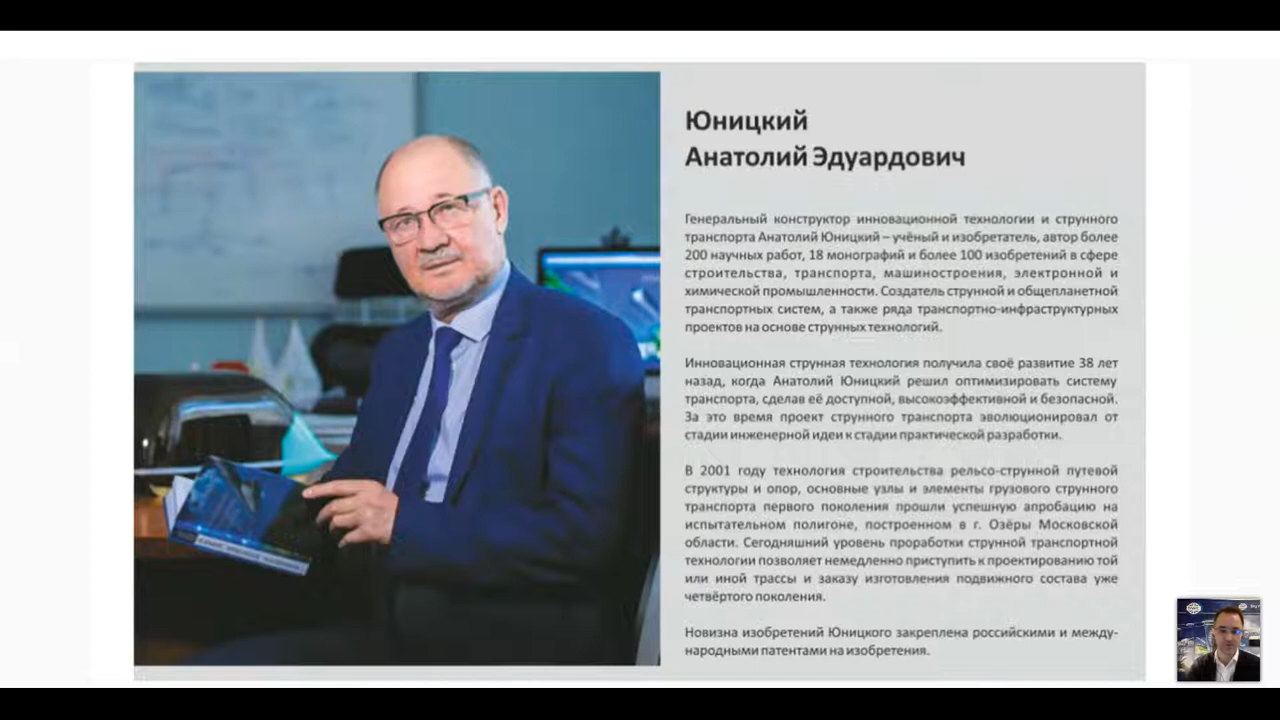 Юницкий
Анатолий Эдуардович
Генеральный конструктор инновационной технологии и струнного
транспорта Анатолий Юницкий – учёный и изобретатель, автор более
200 научных работ, 18 монографий и более 100 изобретений в сфере
строительства, транспорта, машиностроения, электронной и
химической промышленности. Создатель струнной и общепланетной
транспортных систем, а также ряда транспортно-инфраструктурных
проектов на основе струнных технологий.
Инновационная струнная технология получила своё развитие 38 лет
назад, когда Анатолий Юницкий решил оптимизировать систему
транспорта, сделав её доступной, высокоэффективной и безопасной.
За это время проект струнного транспорта эволюционировал от
стадии инженерной идеи к стадии практической разработки.
В 2001 году технология строительства рельсо-струнной путевой
структуры и опор, основные узлы и элементы грузового струнного
транспорта первого поколения прошли успешную апробацию на
испытательном полигоне, построенном в г. Озёры Московской
области. Сегодняшний уровень проработки струнной транспортной
технологии позволяет немедленно приступить к проектированию той
или иной трассы и заказу изготовления подвижного состава уже
четвёртого поколения.
Новизна изобретений Юницкого закреплена российскими и между-
народными патентами на изобретения.